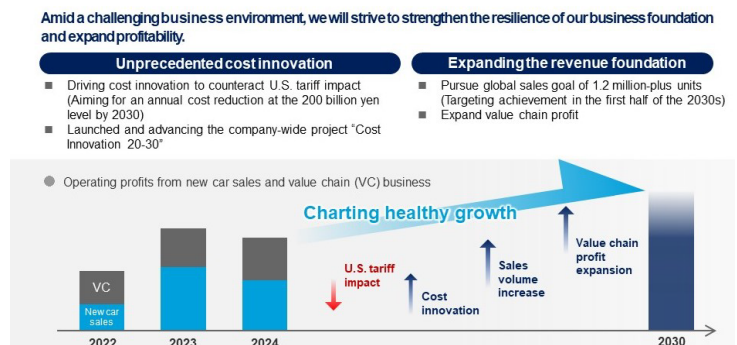 Amid a challenging business environment, we will strive to strengthen the resilience of our business foundation
and expand profitability.
Unprecedented cost innovation
■ Driving cost innovation to counteract U.S. tariff impact
(Aiming for an annual cost reduction at the 200 billion yen
level by 2030)
■ Launched and advancing the company-wide project “Cost
Innovation 20-30”
Expanding the revenue foundation
■ Pursue global sales goal of 1.2 million-plus units
(Targeting achievement in the first half of the 2030s)
■ Expand value chain profit
Operating profits from new car sales and value chain (VC) business
Charting healthy growth
VC
New car
sales
U.S. tariff
impact
Cost
innovation
Sales
volume
increase
Value chain
profit
expansion
2022
2023
2024
2030